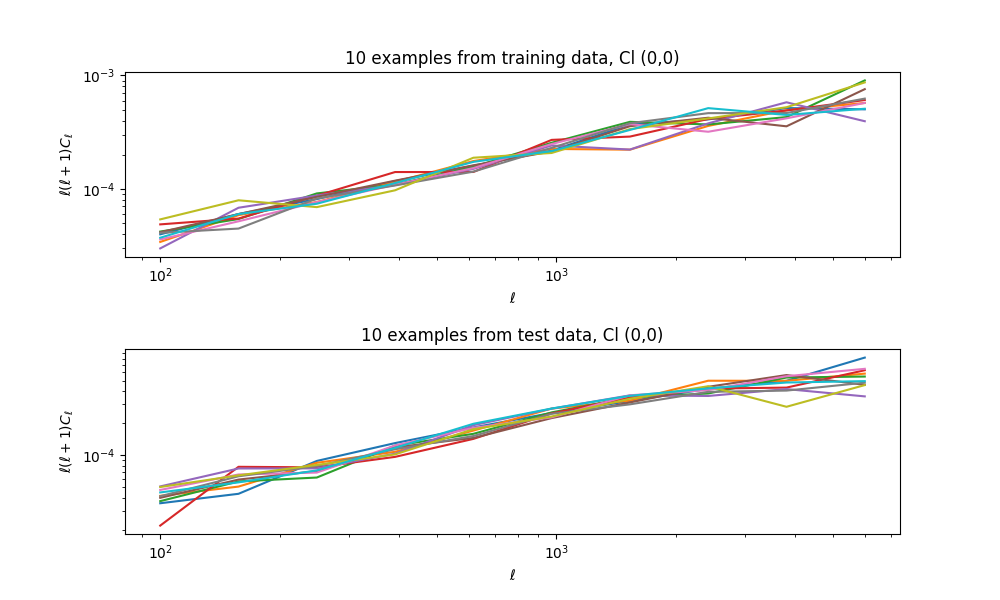 10 examples from training data, Cl (0,0)
ℓ(ℓ + 1)Cℓ
10⁻³
10⁻⁴
10² 10³
ℓ
10 examples from test data, Cl (0,0)
ℓ(ℓ + 1)Cℓ
10⁻⁴
10² 10³
ℓ